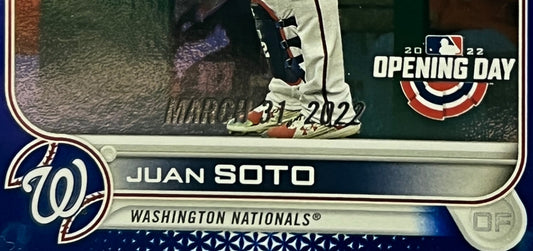 2022
OPENING DAY
MARCH 31 2022
JUAN SOTO
W
WASHINGTON NATIONALS®
OF